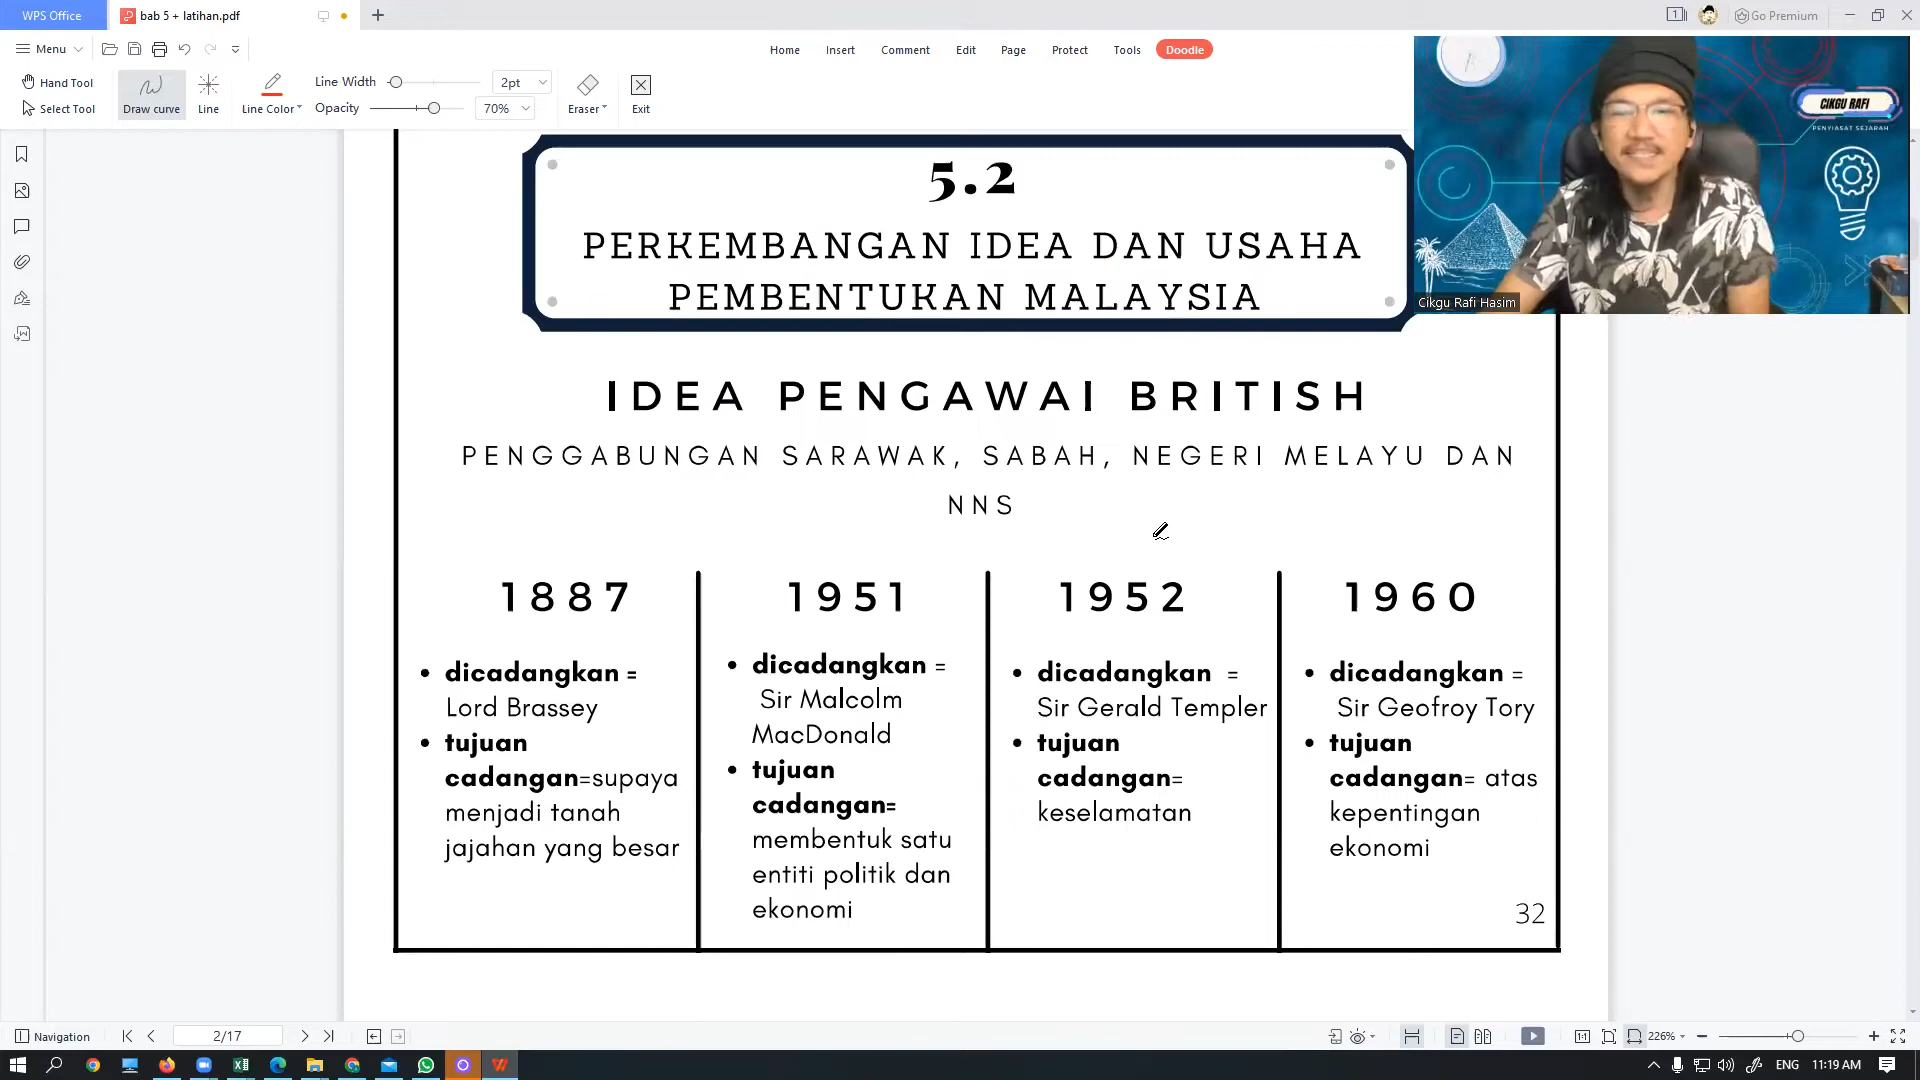 WPS Office
bab 5 + latihan.pdf
Go Premium
Menu
Home Insert Comment Edit Page Protect Tools Doodle
Hand Tool
Select Tool
Draw curve
Line
Line Color
Line Width 2pt
Opacity 70%
Eraser
Exit
CIKGU RAFI
PENYIASAT SEJARAH
Cikgu Rafi Hasim
5.2
PERKEMBANGAN IDEA DAN USAHA
PEMBENTUKAN MALAYSIA
IDEA PENGAWAI BRITISH
PENGGABUNGAN SARAWAK, SABAH, NEGERI MELAYU DAN
NNS
1887
• dicadangkan =
Lord Brassey
• tujuan
cadangan=supaya
menjadi tanah
jajahan yang besar
1951
• dicadangkan =
Sir Malcolm
MacDonald
• tujuan
cadangan=
membentuk satu
entiti politik dan
ekonomi
1952
• dicadangkan =
Sir Gerald Templer
• tujuan
cadangan=
keselamatan
1960
• dicadangkan =
Sir Geofroy Tory
• tujuan
cadangan= atas
kepentingan
ekonomi
32
Navigation
2/17
226%
ENG 11:19 AM